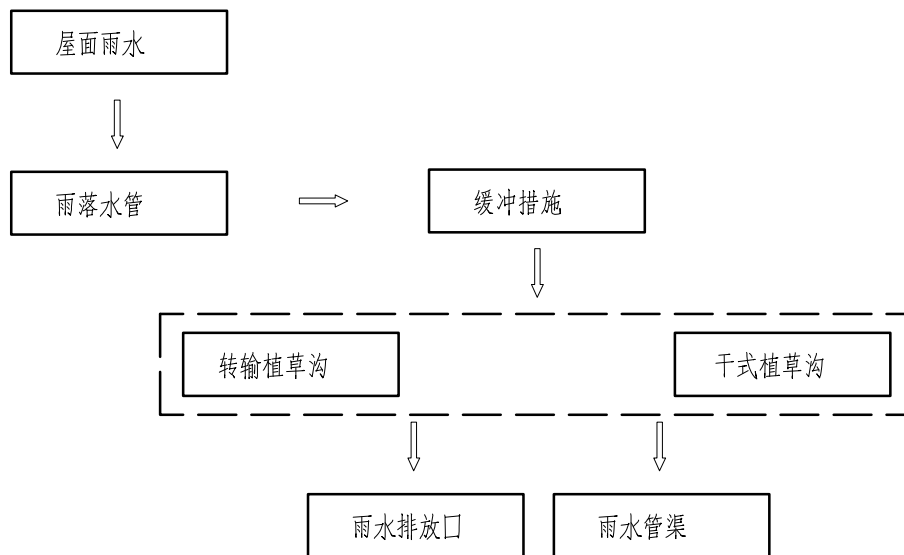 屋面雨水
雨落水管
缓冲措施
转输植草沟
干式植草沟
雨水排放口
雨水管渠